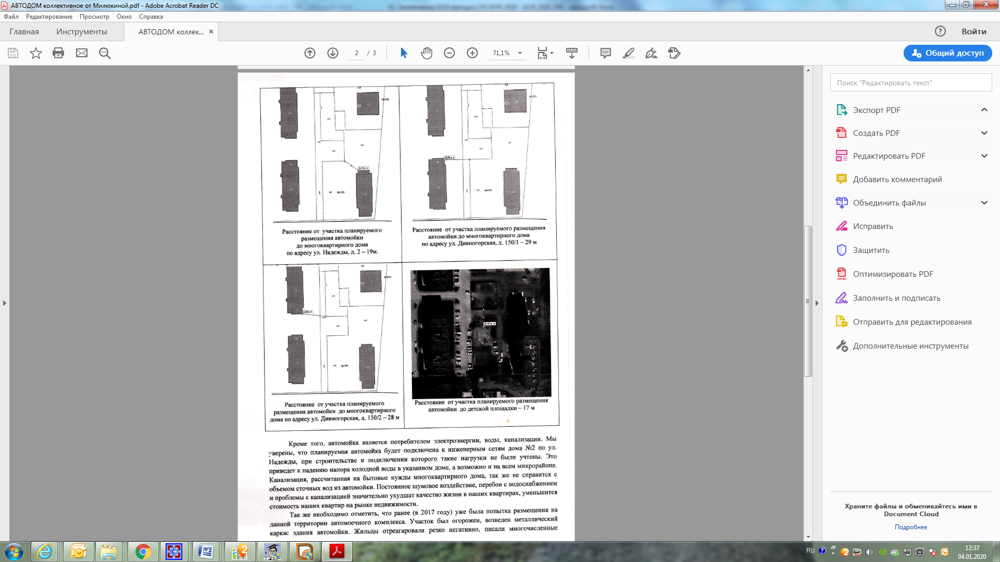 АВТОДОМ коллективное от Милюкиной.pdf - Adobe Acrobat Reader DC
Файл Редактирование Просмотр Окно Справка
Главная Инструменты АВТОДОМ коллек... Войти
2 / 3 71,1% Общий доступ
Расстояние от участка планируемого
размещения автомойки
до многоквартирного дома
по адресу ул. Надежды, д. 2 – 19м.
Расстояние от участка планируемого размещения
автомойки до многоквартирного дома
по адресу ул. Дивногорская, д. 150/1 – 29 м
Расстояние от участка планируемого
размещения автомойки до многоквартирного
дома по адресу ул. Дивногорская, д. 150/2 – 28 м
Расстояние от участка планируемого размещения
автомойки до детской площадки – 17 м
Кроме того, автомойка является потребителем электроэнергии, воды, канализации. Мы
уверены, что планируемая автомойка будет подключена к инженерным сетям дома №2 по ул.
Надежды, при строительстве и подключении которого такие нагрузки не были учтены. Это
приведет к падению напора холодной воды в указанном доме, а возможно и на всем микрорайоне.
Канализация, рассчитанная на бытовые нужды многоквартирного дома, так же не справится с
объемом сточных вод из автомойки. Постоянное шумовое воздействие, перебои с водоснабжением
и проблемы с канализацией значительно ухудшат качество жизни в наших квартирах, уменьшится
стоимость наших квартир на рынке недвижимости.
Так же необходимо отметить, что ранее (в 2017 году) уже была попытка размещения на
данной территории автомоечного комплекса. Участок был огорожен, возведен металлический
каркас здания автомойки. Жильцы отреагировали резко негативно, писали многочисленные
Поиск "Редактировать текст"
Экспорт PDF
Создать PDF
Редактировать PDF
Добавить комментарий
Объединить файлы
Исправить
Защитить
Оптимизировать PDF
Заполнить и подписать
Отправить для редактирования
Дополнительные инструменты
Храните файлы и обменивайтесь ими в
Document Cloud
Подробнее
RU
12:37
04.01.2020